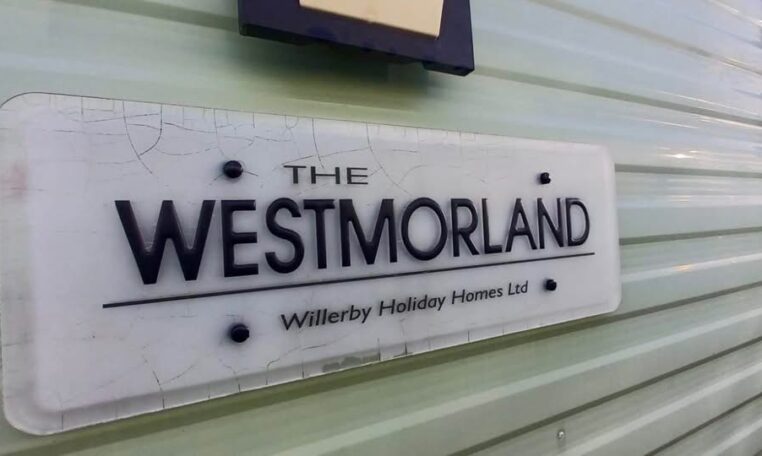 THE
WESTMORLAND
Willerby Holiday Homes Ltd